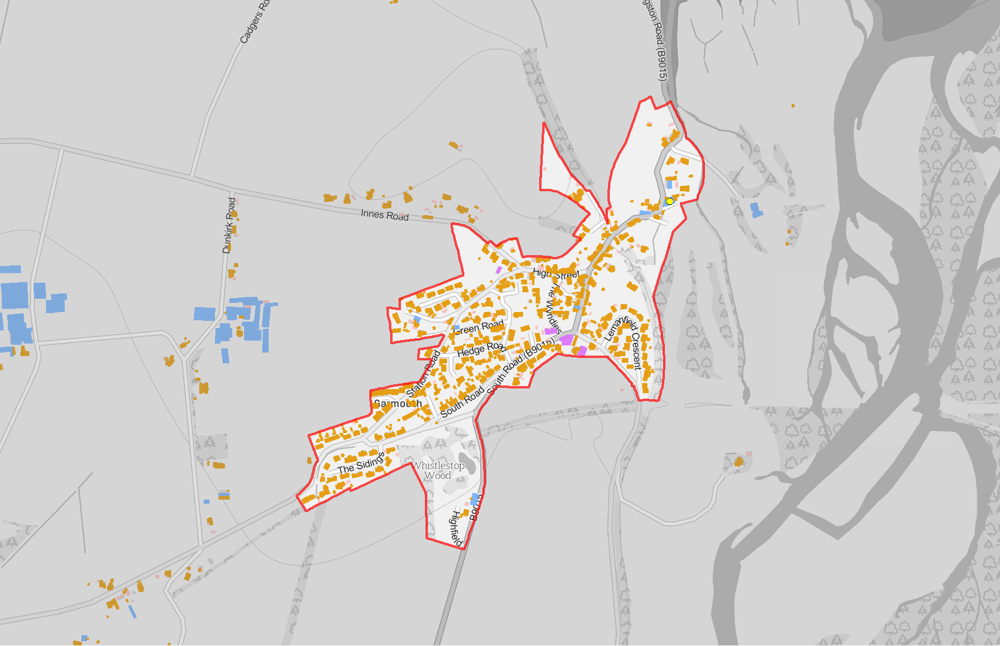 Cadgers Ro
gston Road (B9015)
Innes Road
Dunkirk Road
High Street
The Wyndies
Green Road
Lemanfield Crescent
Hedge Road
South Road (B9015)
Station Road
Garmouth
South Road
The Sidings
Whistlestop
Wood
B9015
Highfield